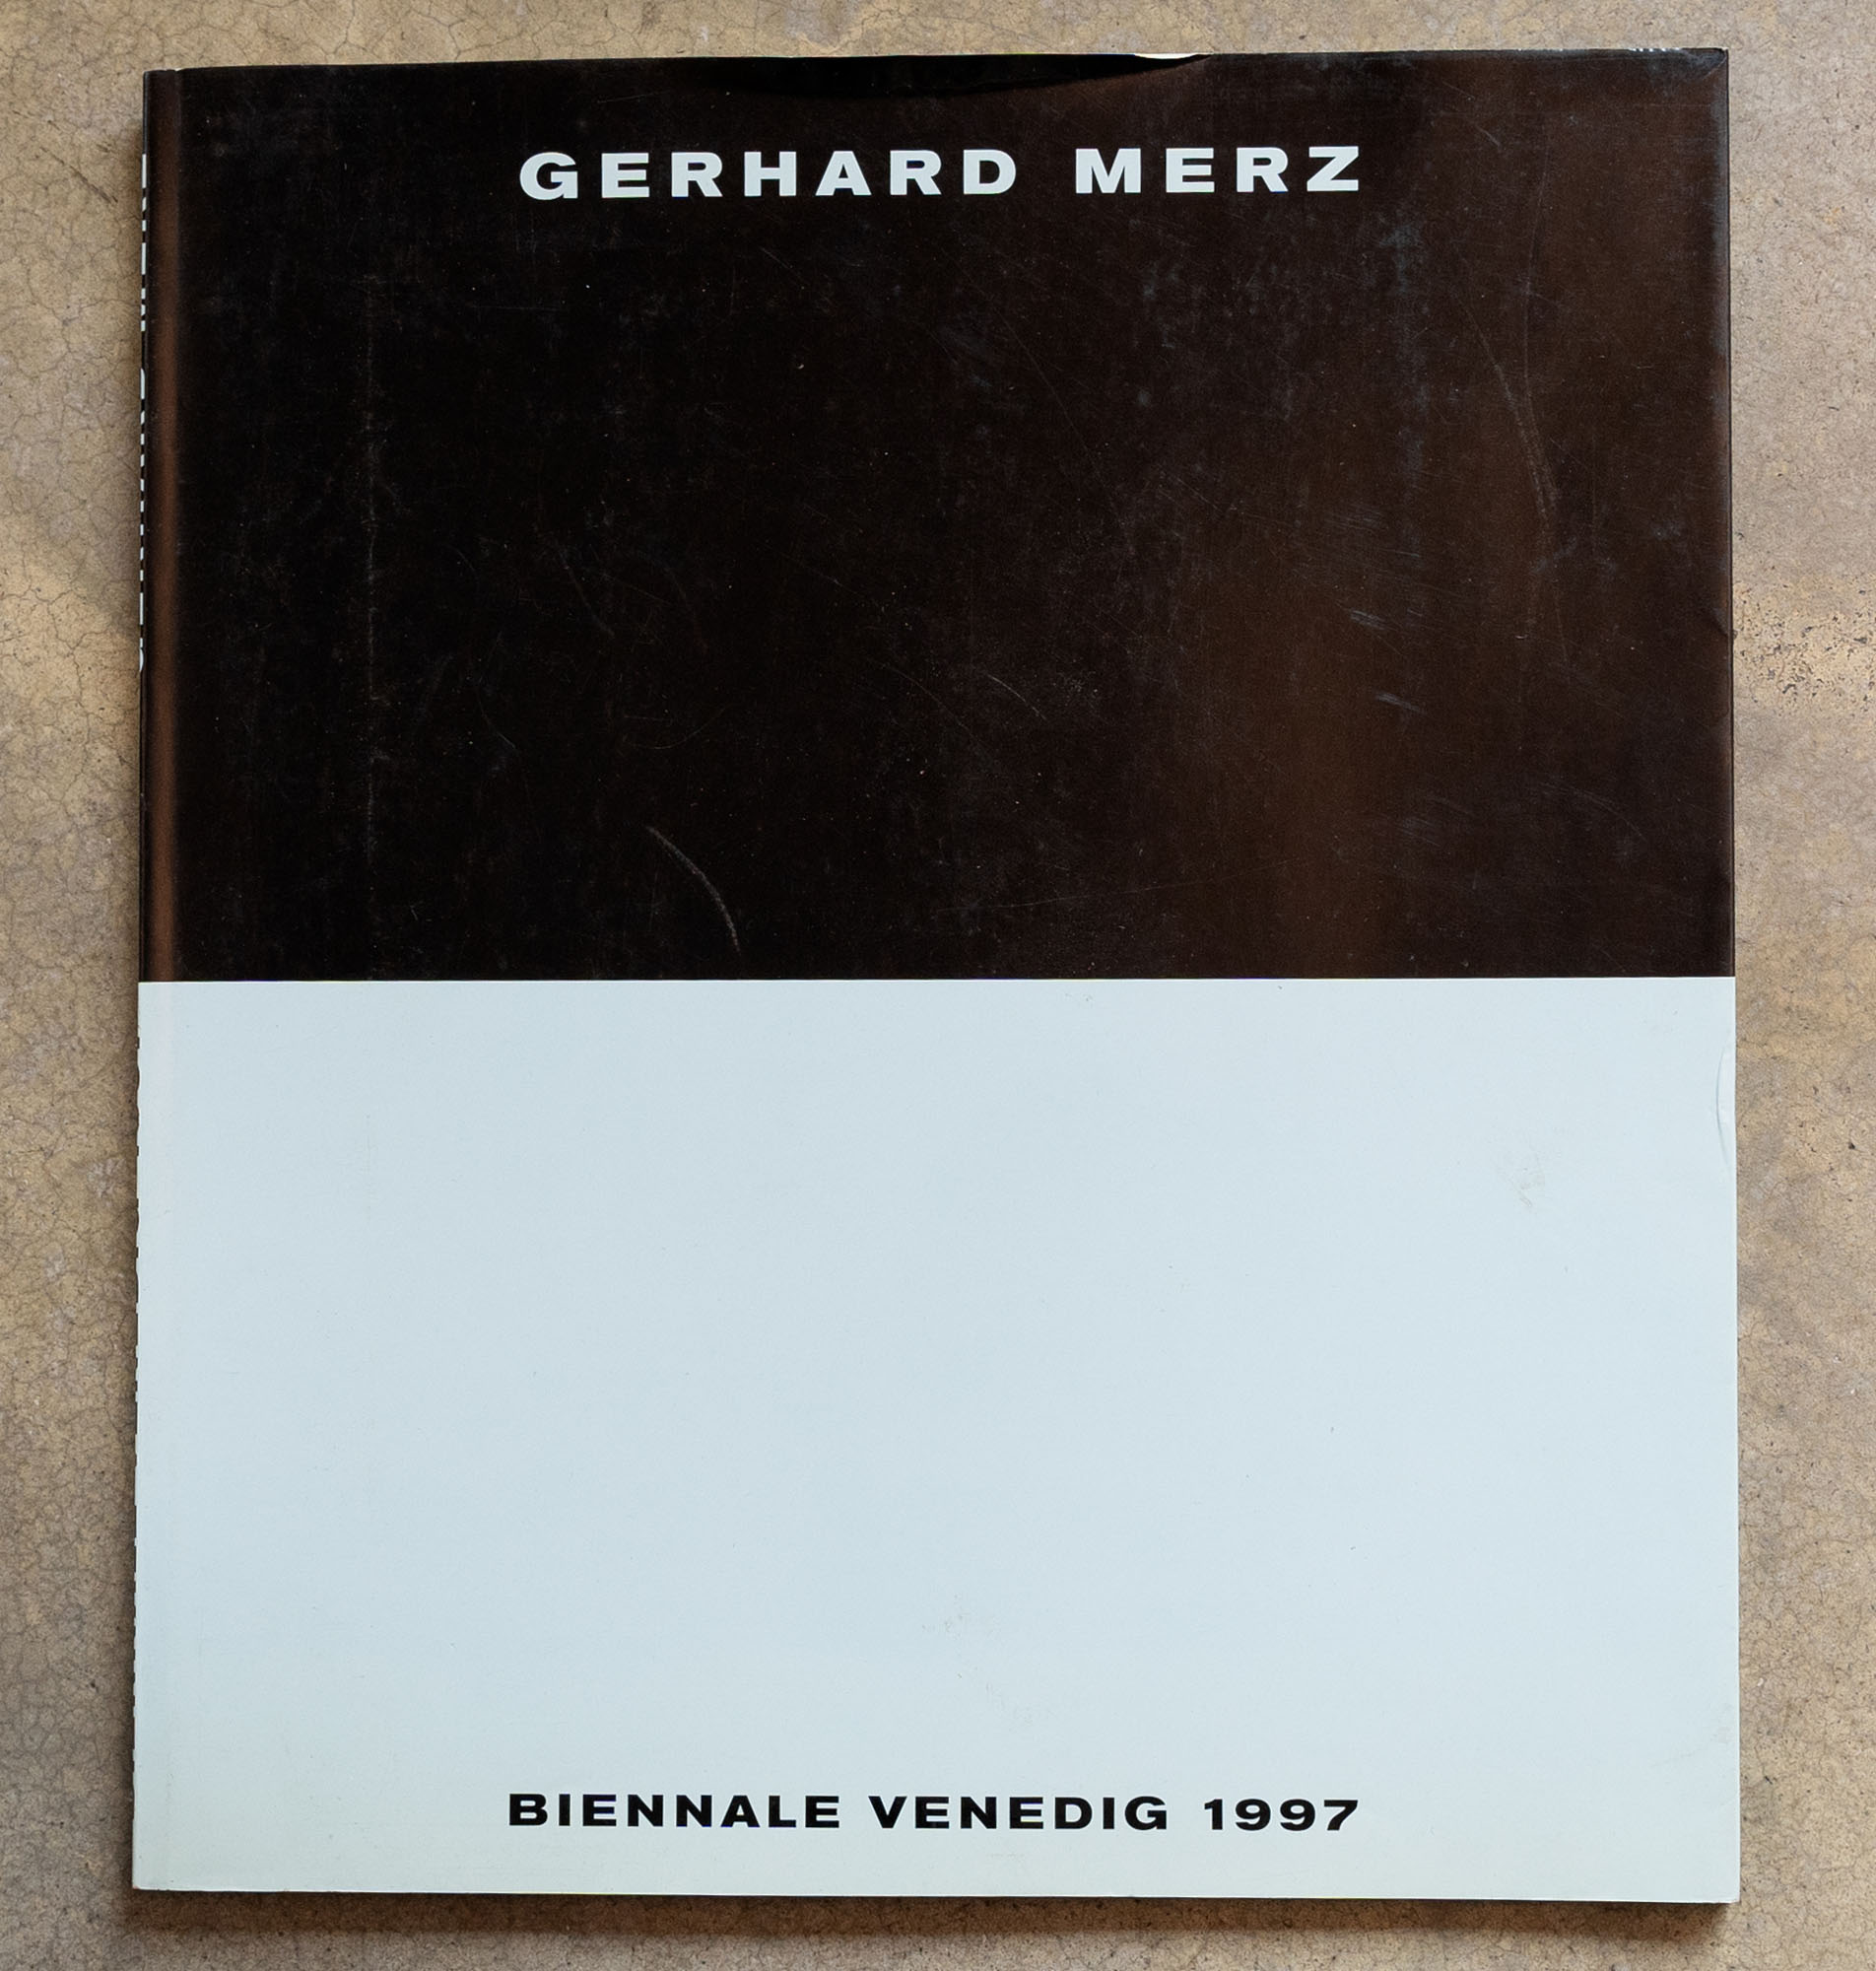 GERHARD MERZ
BIENNALE VENEDIG 1997